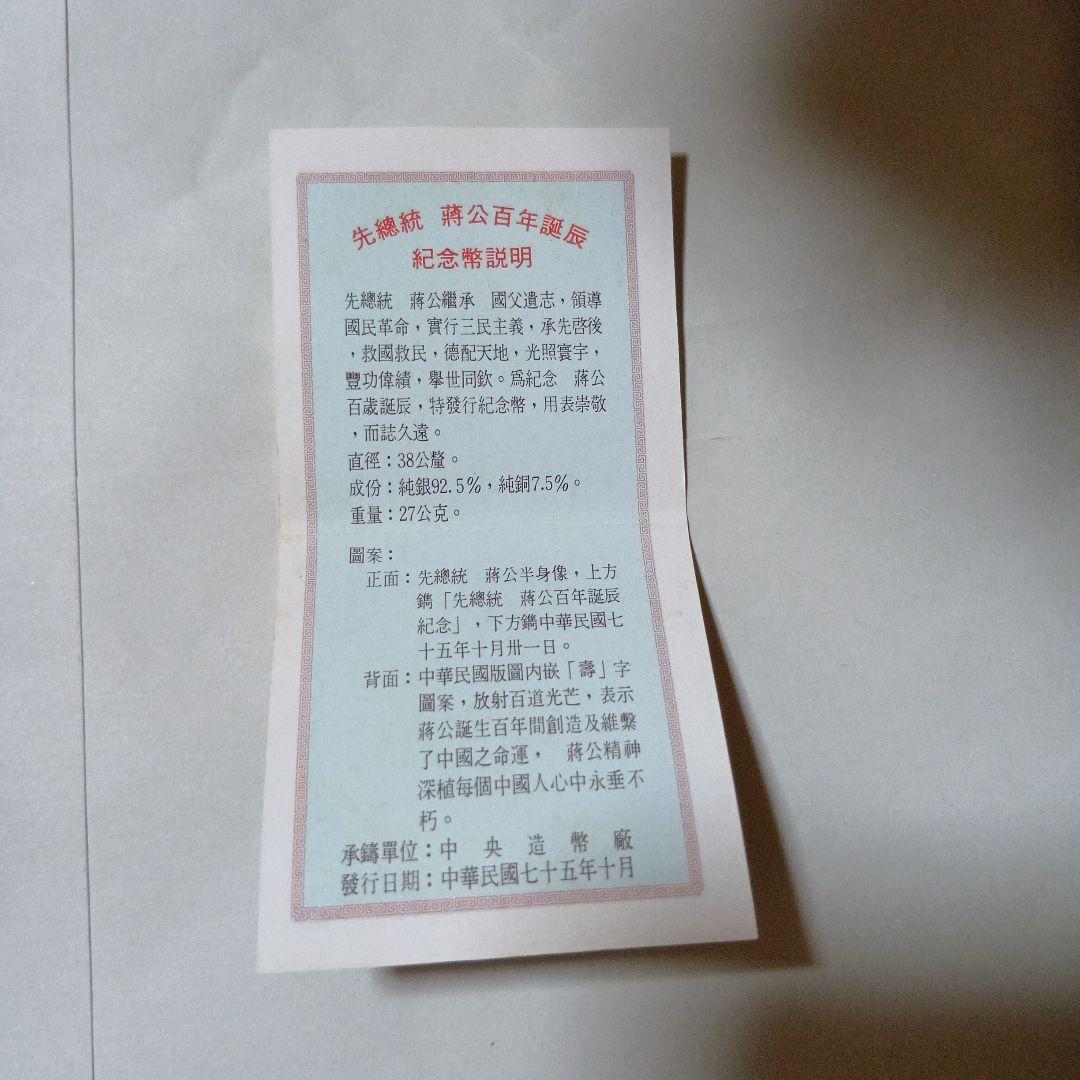 先總統　蔣公百年誕辰
紀念幣說明
先總統　蔣公繼承　國父遺志，領導
國民革命，實行三民主義，承先啓後
，救國救民，德配天地，光照寰宇，
豐功偉績，舉世同欽。爲紀念　蔣公
百歲誕辰，特發行紀念幣，用表崇敬
，而誌久遠。
直徑：38公釐。
成份：純銀92.5%，純銅7.5%。
重量：27公克。
圖案：
正面：先總統　蔣公半身像，上方
鐫「先總統　蔣公百年誕辰
紀念」，下方鐫中華民國七
十五年十月卅一日。
背面：中華民國版圖內嵌「壽」字
圖案，放射百道光芒，表示
蔣公誕生百年間創造及維繫
了中國之命運，　蔣公精神
深植每個中國人心中永垂不
朽。
承鑄單位：中央造幣廠
發行日期：中華民國七十五年十月